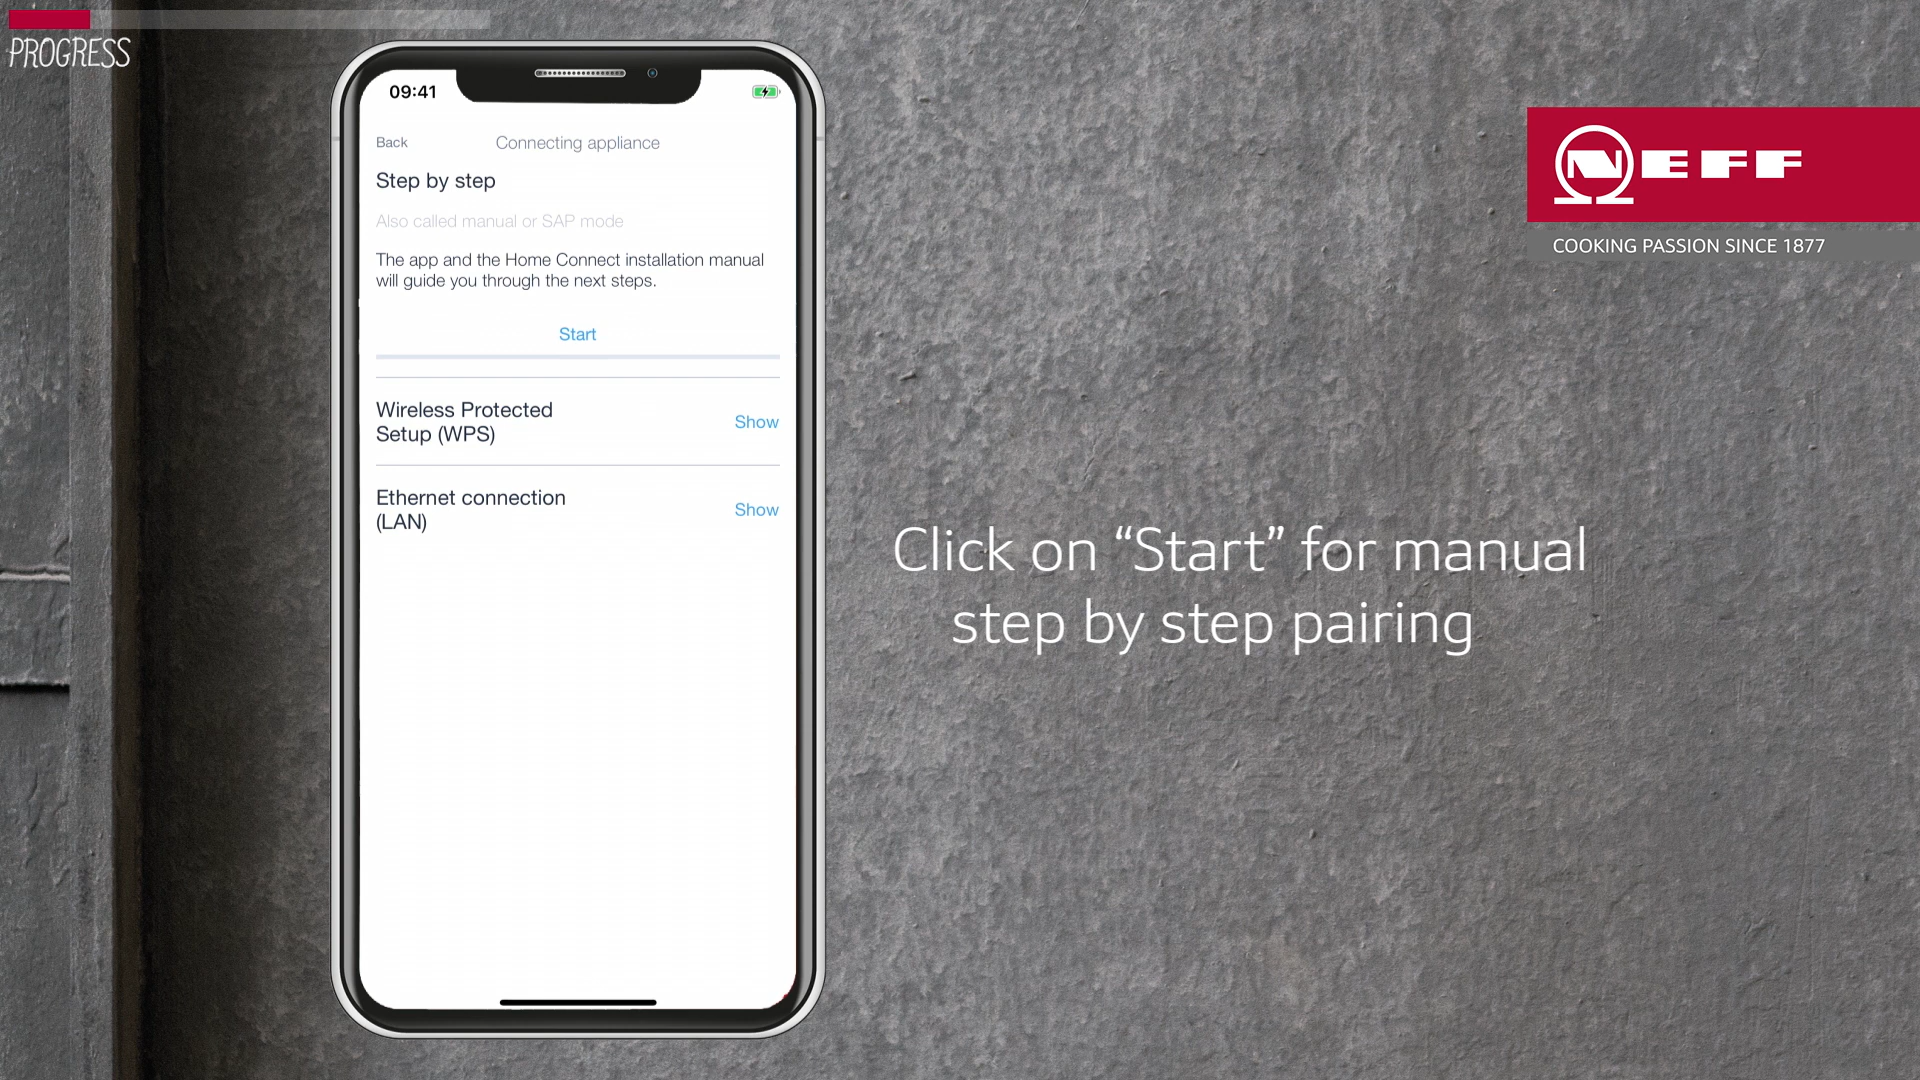 PROGRESS
09:41
Back
Connecting appliance
Step by step
Also called manual or SAP mode
The app and the Home Connect installation manual
will guide you through the next steps.
Start
Wireless Protected
Setup (WPS)
Show
Ethernet connection
(LAN)
Show
NEFF
COOKING PASSION SINCE 1877
Click on “Start” for manual
step by step pairing